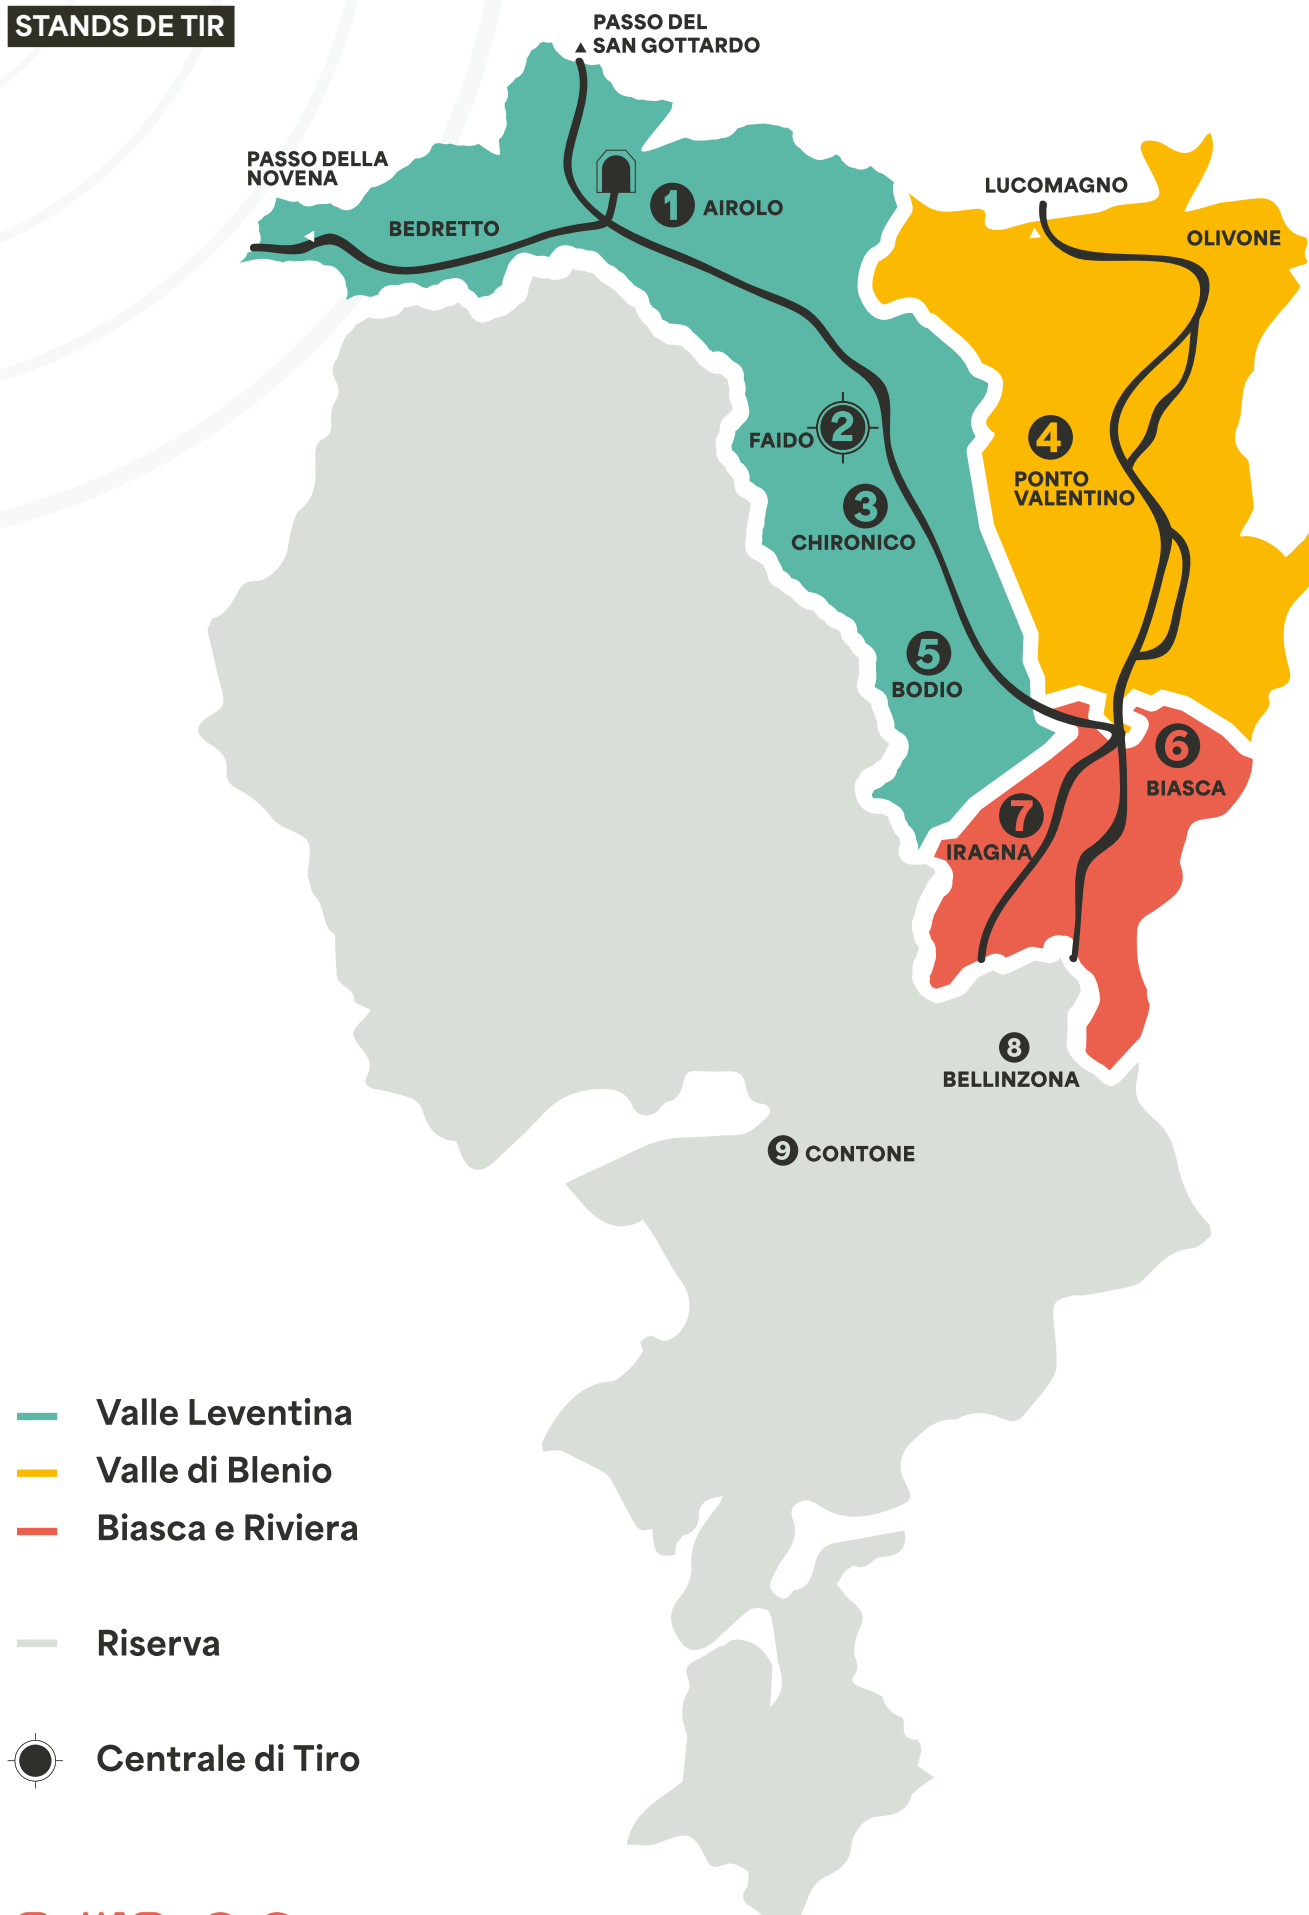 STANDS DE TIR
PASSO DEL
SAN GOTTARDO
PASSO DELLA
NOVENA
BEDRETTO
1 AIROLO
LUCOMAGNO
OLIVONE
FAIDO 2
3
CHIRONICO
4
PONTO
VALENTINO
5
BODIO
6
BIASCA
7
IRAGNA
8
BELLINZONA
9 CONTONE
Valle Leventina
Valle di Blenio
Biasca e Riviera
Riserva
Centrale di Tiro